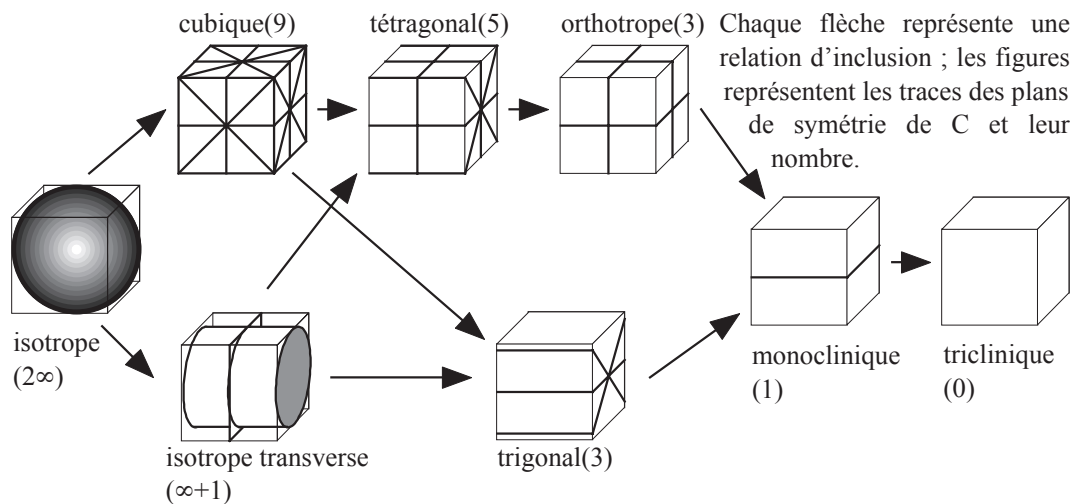 cubique(9)
tétragonal(5)
orthotrope(3)
Chaque flèche représente une
relation d’inclusion ; les figures
représentent les traces des plans
de symétrie de C et leur
nombre.
isotrope
(2∞)
isotrope transverse
(∞+1)
trigonal(3)
monoclinique
(1)
triclinique
(0)